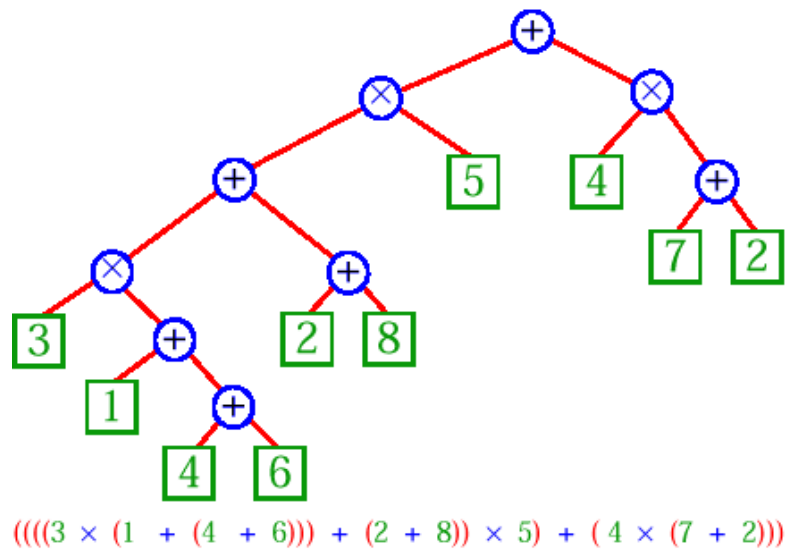 +
× ×
+ 5 4 +
7 2
× +
3 + 2 8
1 +
4 6
((((3 × (1 + (4 + 6))) + (2 + 8)) × 5) + ( 4 × (7 + 2)))